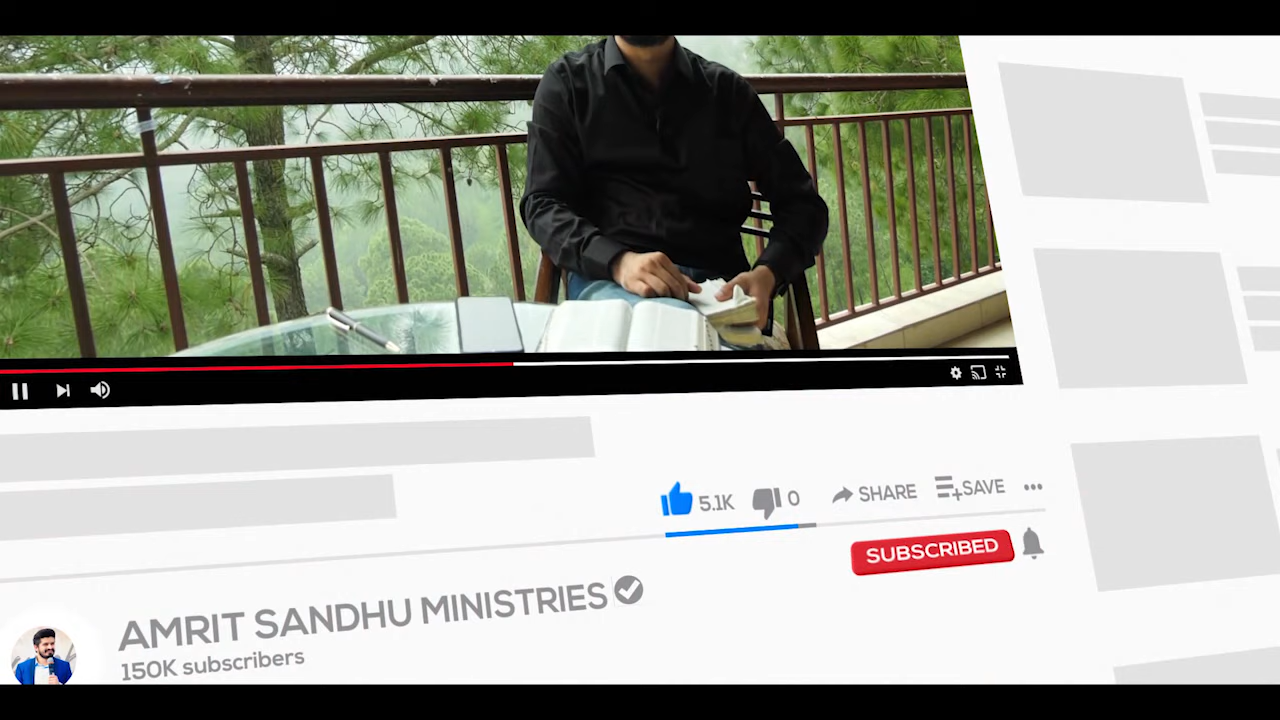 5.1K 0 SHARE SAVE
SUBSCRIBED
AMRIT SANDHU MINISTRIES
150K subscribers